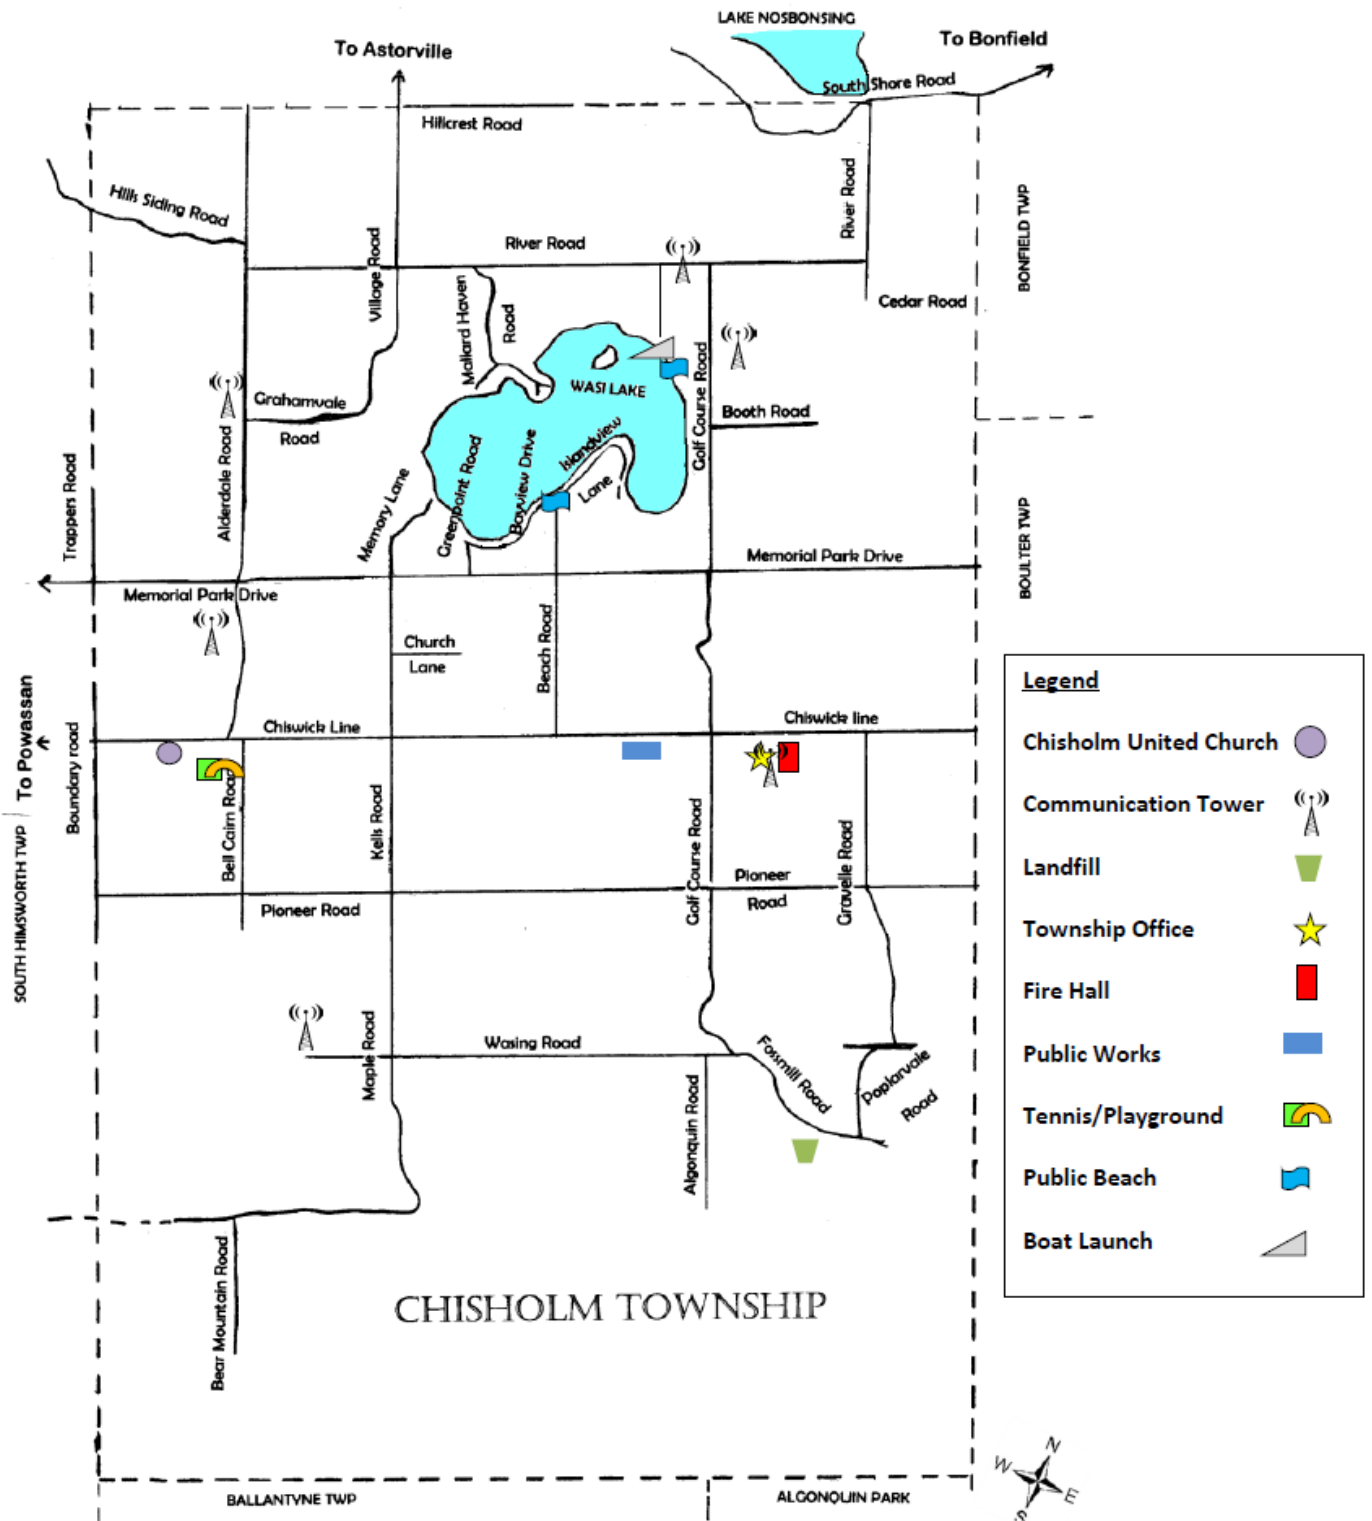 LAKE NOSBONSING
To Astorville
To Bonfield
South Shore Road
Hillcrest Road
Hills Siding Road
River Road
River Road
Village Road
BONFIELD TWP
Cedar Road
Mallard Haven
Road
WASI LAKE
Golf Course Road
Booth Road
Grahamvale
Road
Alderdale Road
Trappers Road
Memory Lane
Greenpoint Road
Bayview Drive
Islandview
Lane
Memorial Park Drive
Memorial Park Drive
BOULTER TWP
Church
Lane
Beach Road
Chiswick Line
Chiswick line
To Powassan
SOUTH HIMSWORTH TWP
Boundary road
Bell Cairn Road
Kells Road
Golf Course Road
Gravelle Road
Pioneer
Road
Pioneer Road
Maple Road
Wasing Road
Fossmill Road
Poplarvale
Road
Algonquin Road
Bear Mountain Road
CHISHOLM TOWNSHIP
BALLANTYNE TWP
ALGONQUIN PARK
Legend
Chisholm United Church
Communication Tower
Landfill
Township Office
Fire Hall
Public Works
Tennis/Playground
Public Beach
Boat Launch
N
W
E
S